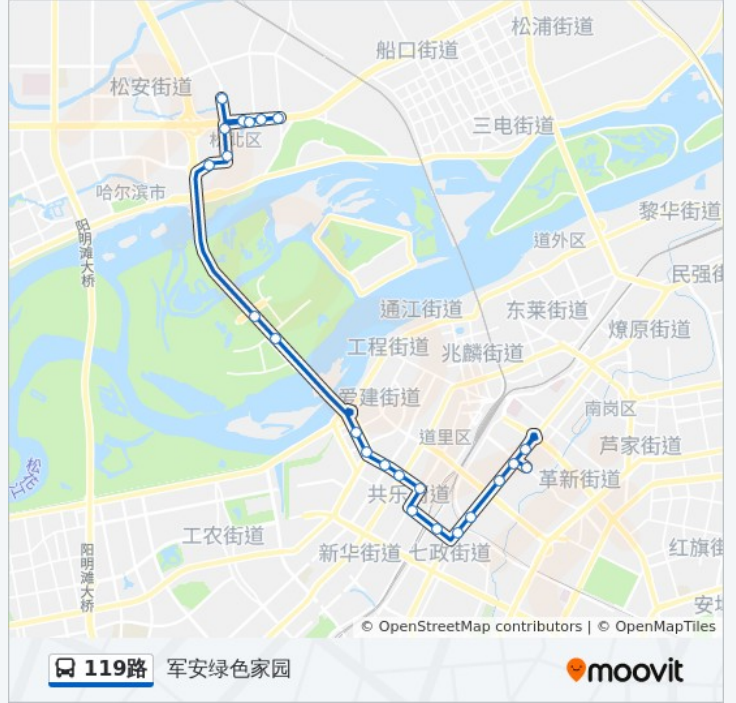 松浦街道
船口街道
松安街道
三电街道
松北区
哈尔滨市
黎华街道
阳明滩大桥
道外区
民强街
通江街道
东莱街道
燎原街道
工程街道
兆麟街道
爱建街道
南岗区
道里区
芦家街道
松花江
革新街道
共乐街道
工农街道
新华街道
七政街道
红旗街
阳明滩大桥
© OpenStreetMap contributors | © OpenMapTiles
119路 军安绿色家园
moovit